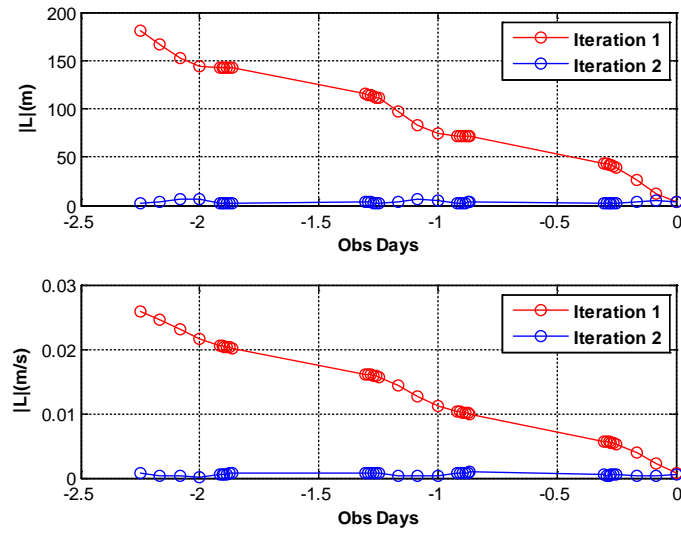 200
150
100
50
0
|L|(m)
Iteration 1
Iteration 2
-2.5
-2
-1.5
-1
-0.5
0
Obs Days
0.03
0.02
0.01
0
|L|(m/s)
Iteration 1
Iteration 2
-2.5
-2
-1.5
-1
-0.5
0
Obs Days